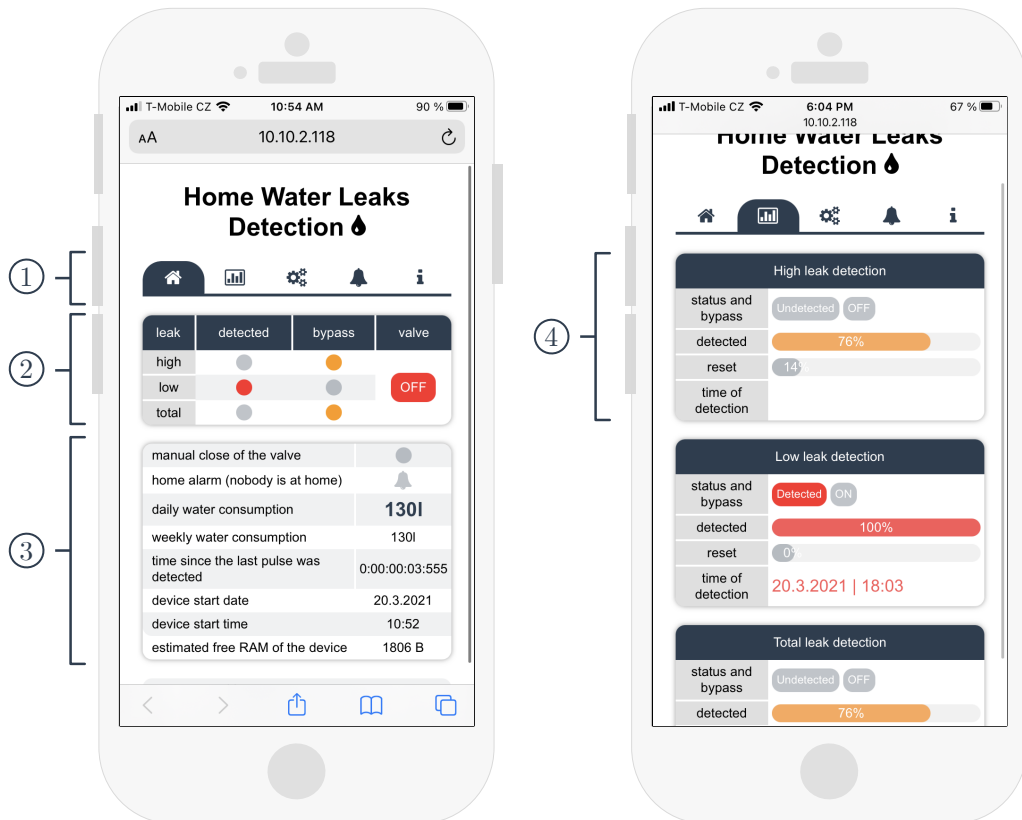 T-Mobile CZ 10:54 AM 90 %
AA 10.10.2.118
Home Water Leaks
Detection
1
leak detected bypass valve
high
low OFF
total
2
manual close of the valve
home alarm (nobody is at home)
daily water consumption 130l
weekly water consumption 130l
time since the last pulse was
detected 0:00:00:03:555
device start date 20.3.2021
device start time 10:52
estimated free RAM of the device 1806 B
3
T-Mobile CZ 6:04 PM 67 %
10.10.2.118
Home Water Leaks
Detection
4
High leak detection
status and
bypass Undetected OFF
detected 76%
reset 14%
time of
detection
Low leak detection
status and
bypass Detected ON
detected 100%
reset 0%
time of
detection 20.3.2021 | 18:03
Total leak detection
status and
bypass Undetected OFF
detected 76%